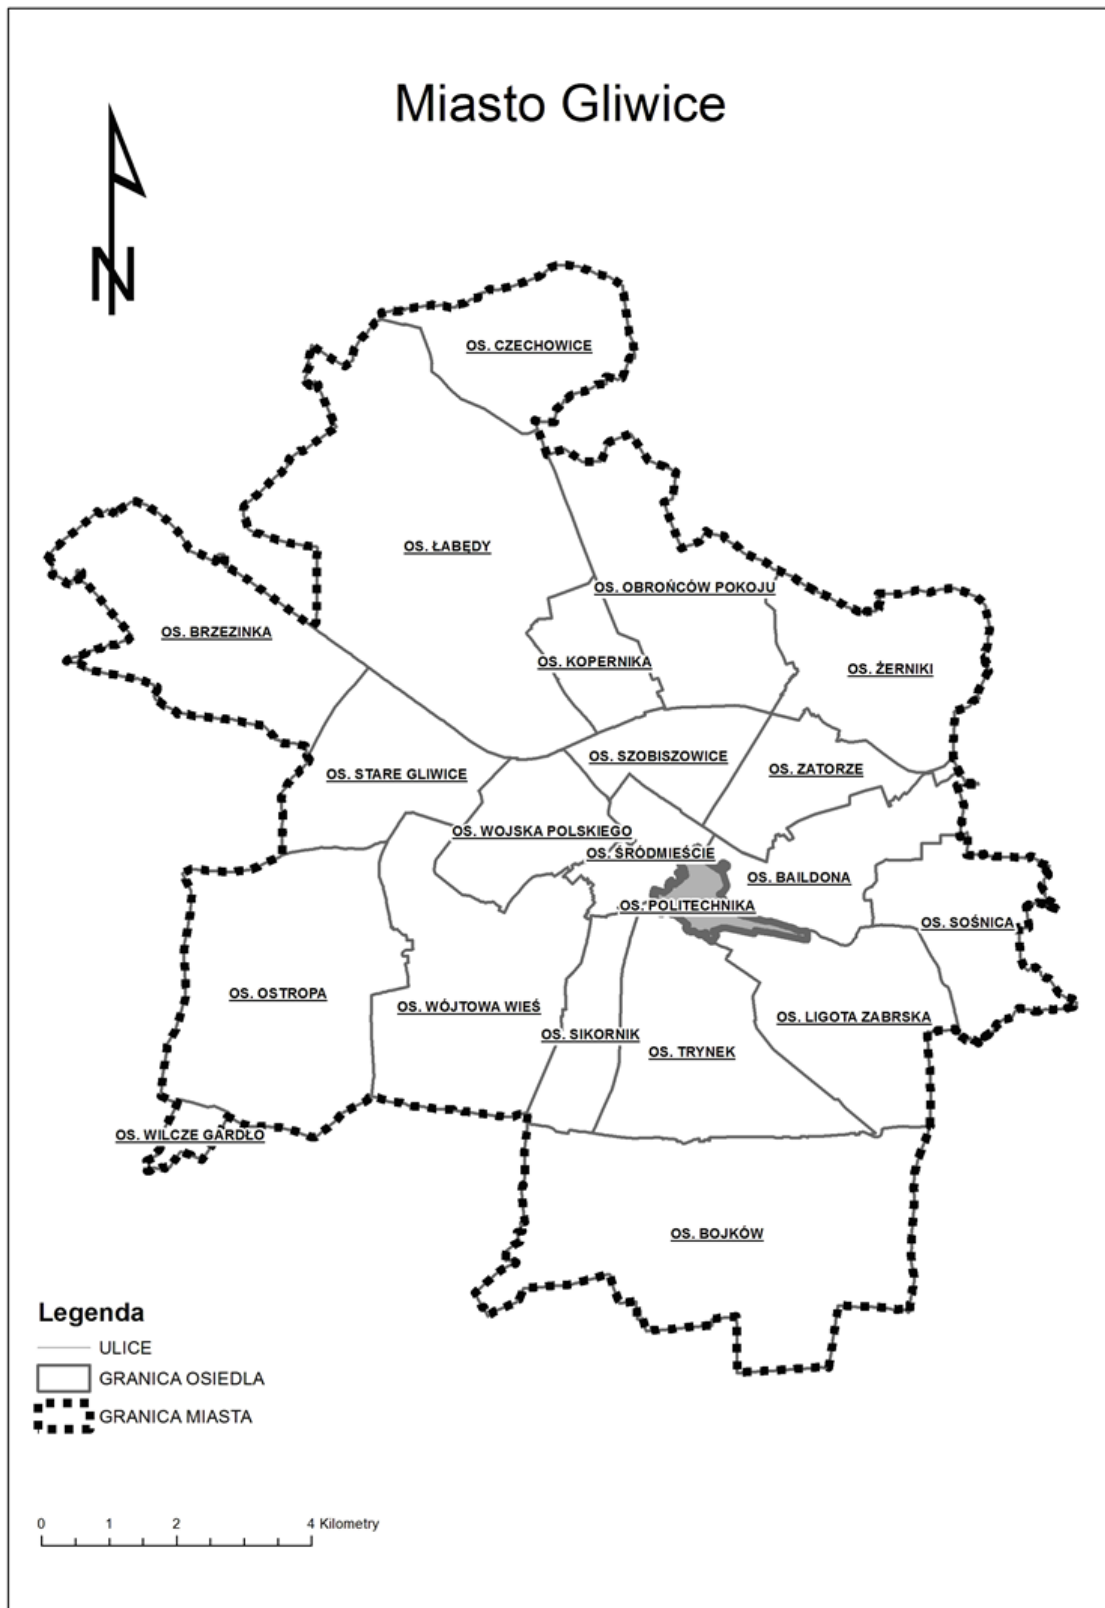 Miasto Gliwice
N
OS. CZECHOWICE
OS. ŁABĘDY
OS. OBROŃCÓW POKOJU
OS. BRZEZINKA
OS. KOPERNIKA
OS. ŻERNIKI
OS. SZOBISZOWICE
OS. STARE GLIWICE
OS. ZATORZE
OS. WOJSKA POLSKIEGO
OS. ŚRÓDMIEŚCIE
OS. BAILDONA
OS. POLITECHNIKA
OS. SOŚNICA
OS. OSTROPA
OS. WÓJTOWA WIEŚ
OS. LIGOTA ZABRSKA
OS. SIKORNIK
OS. TRYNEK
OS. WILCZE GARDŁO
OS. BOJKÓW
Legenda
ULICE
GRANICA OSIEDLA
GRANICA MIASTA
0 1 2 4 Kilometry